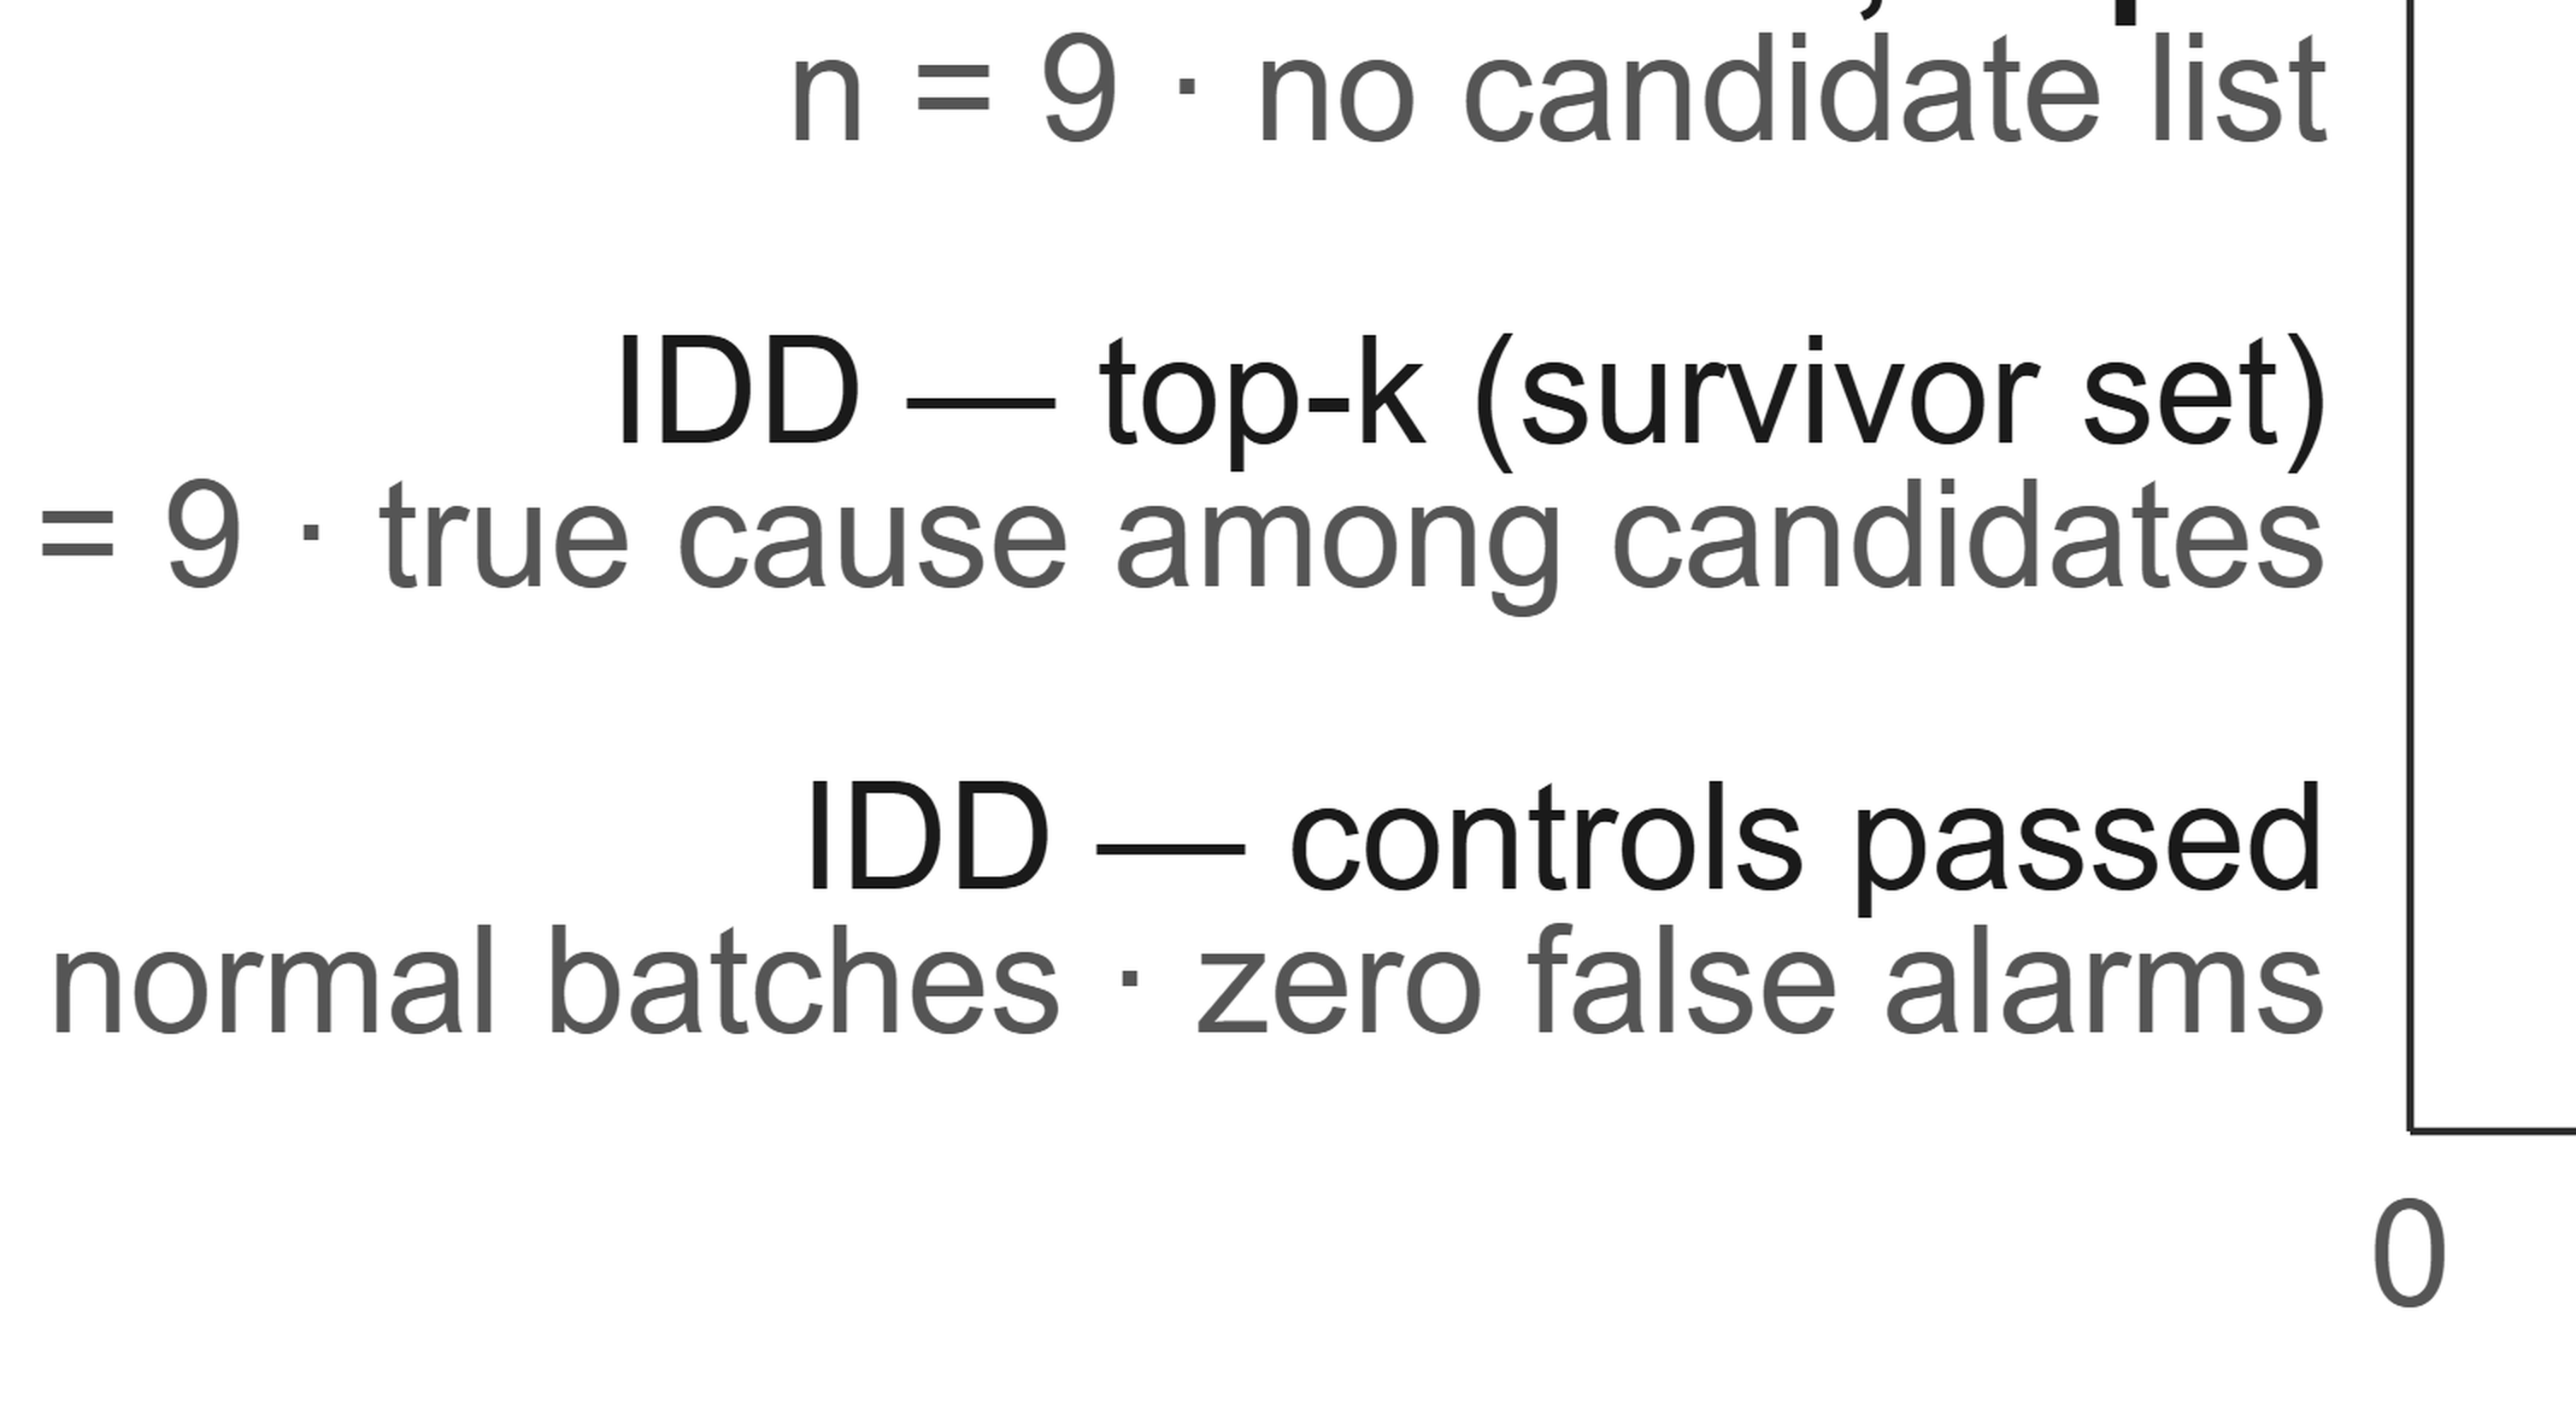 n = 9 · no candidate list
IDD — top-k (survivor set)
= 9 · true cause among candidates
IDD — controls passed
normal batches · zero false alarms
0